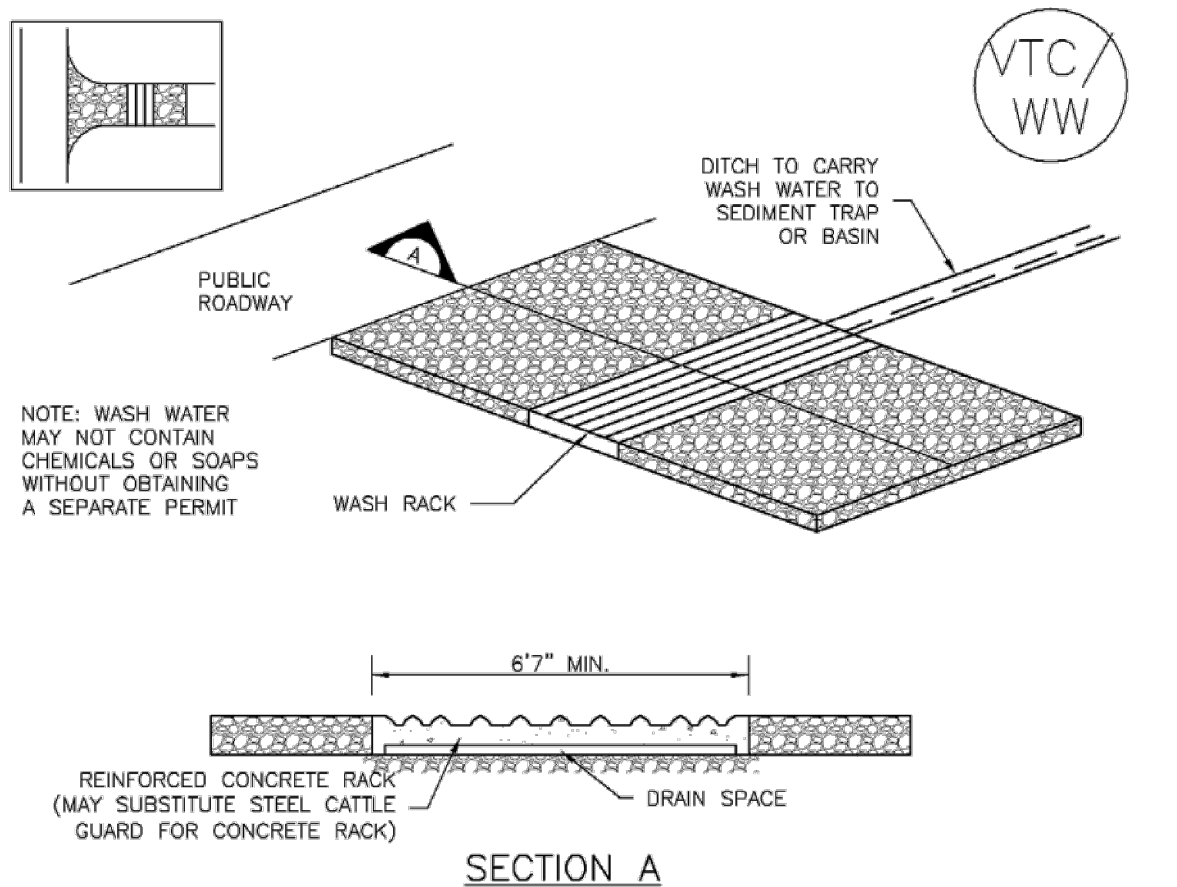 VTC/
WW
DITCH TO CARRY
WASH WATER TO
SEDIMENT TRAP
OR BASIN
A
PUBLIC
ROADWAY
NOTE: WASH WATER
MAY NOT CONTAIN
CHEMICALS OR SOAPS
WITHOUT OBTAINING
A SEPARATE PERMIT
WASH RACK
6'7" MIN.
REINFORCED CONCRETE RACK
(MAY SUBSTITUTE STEEL CATTLE
GUARD FOR CONCRETE RACK)
DRAIN SPACE
SECTION A